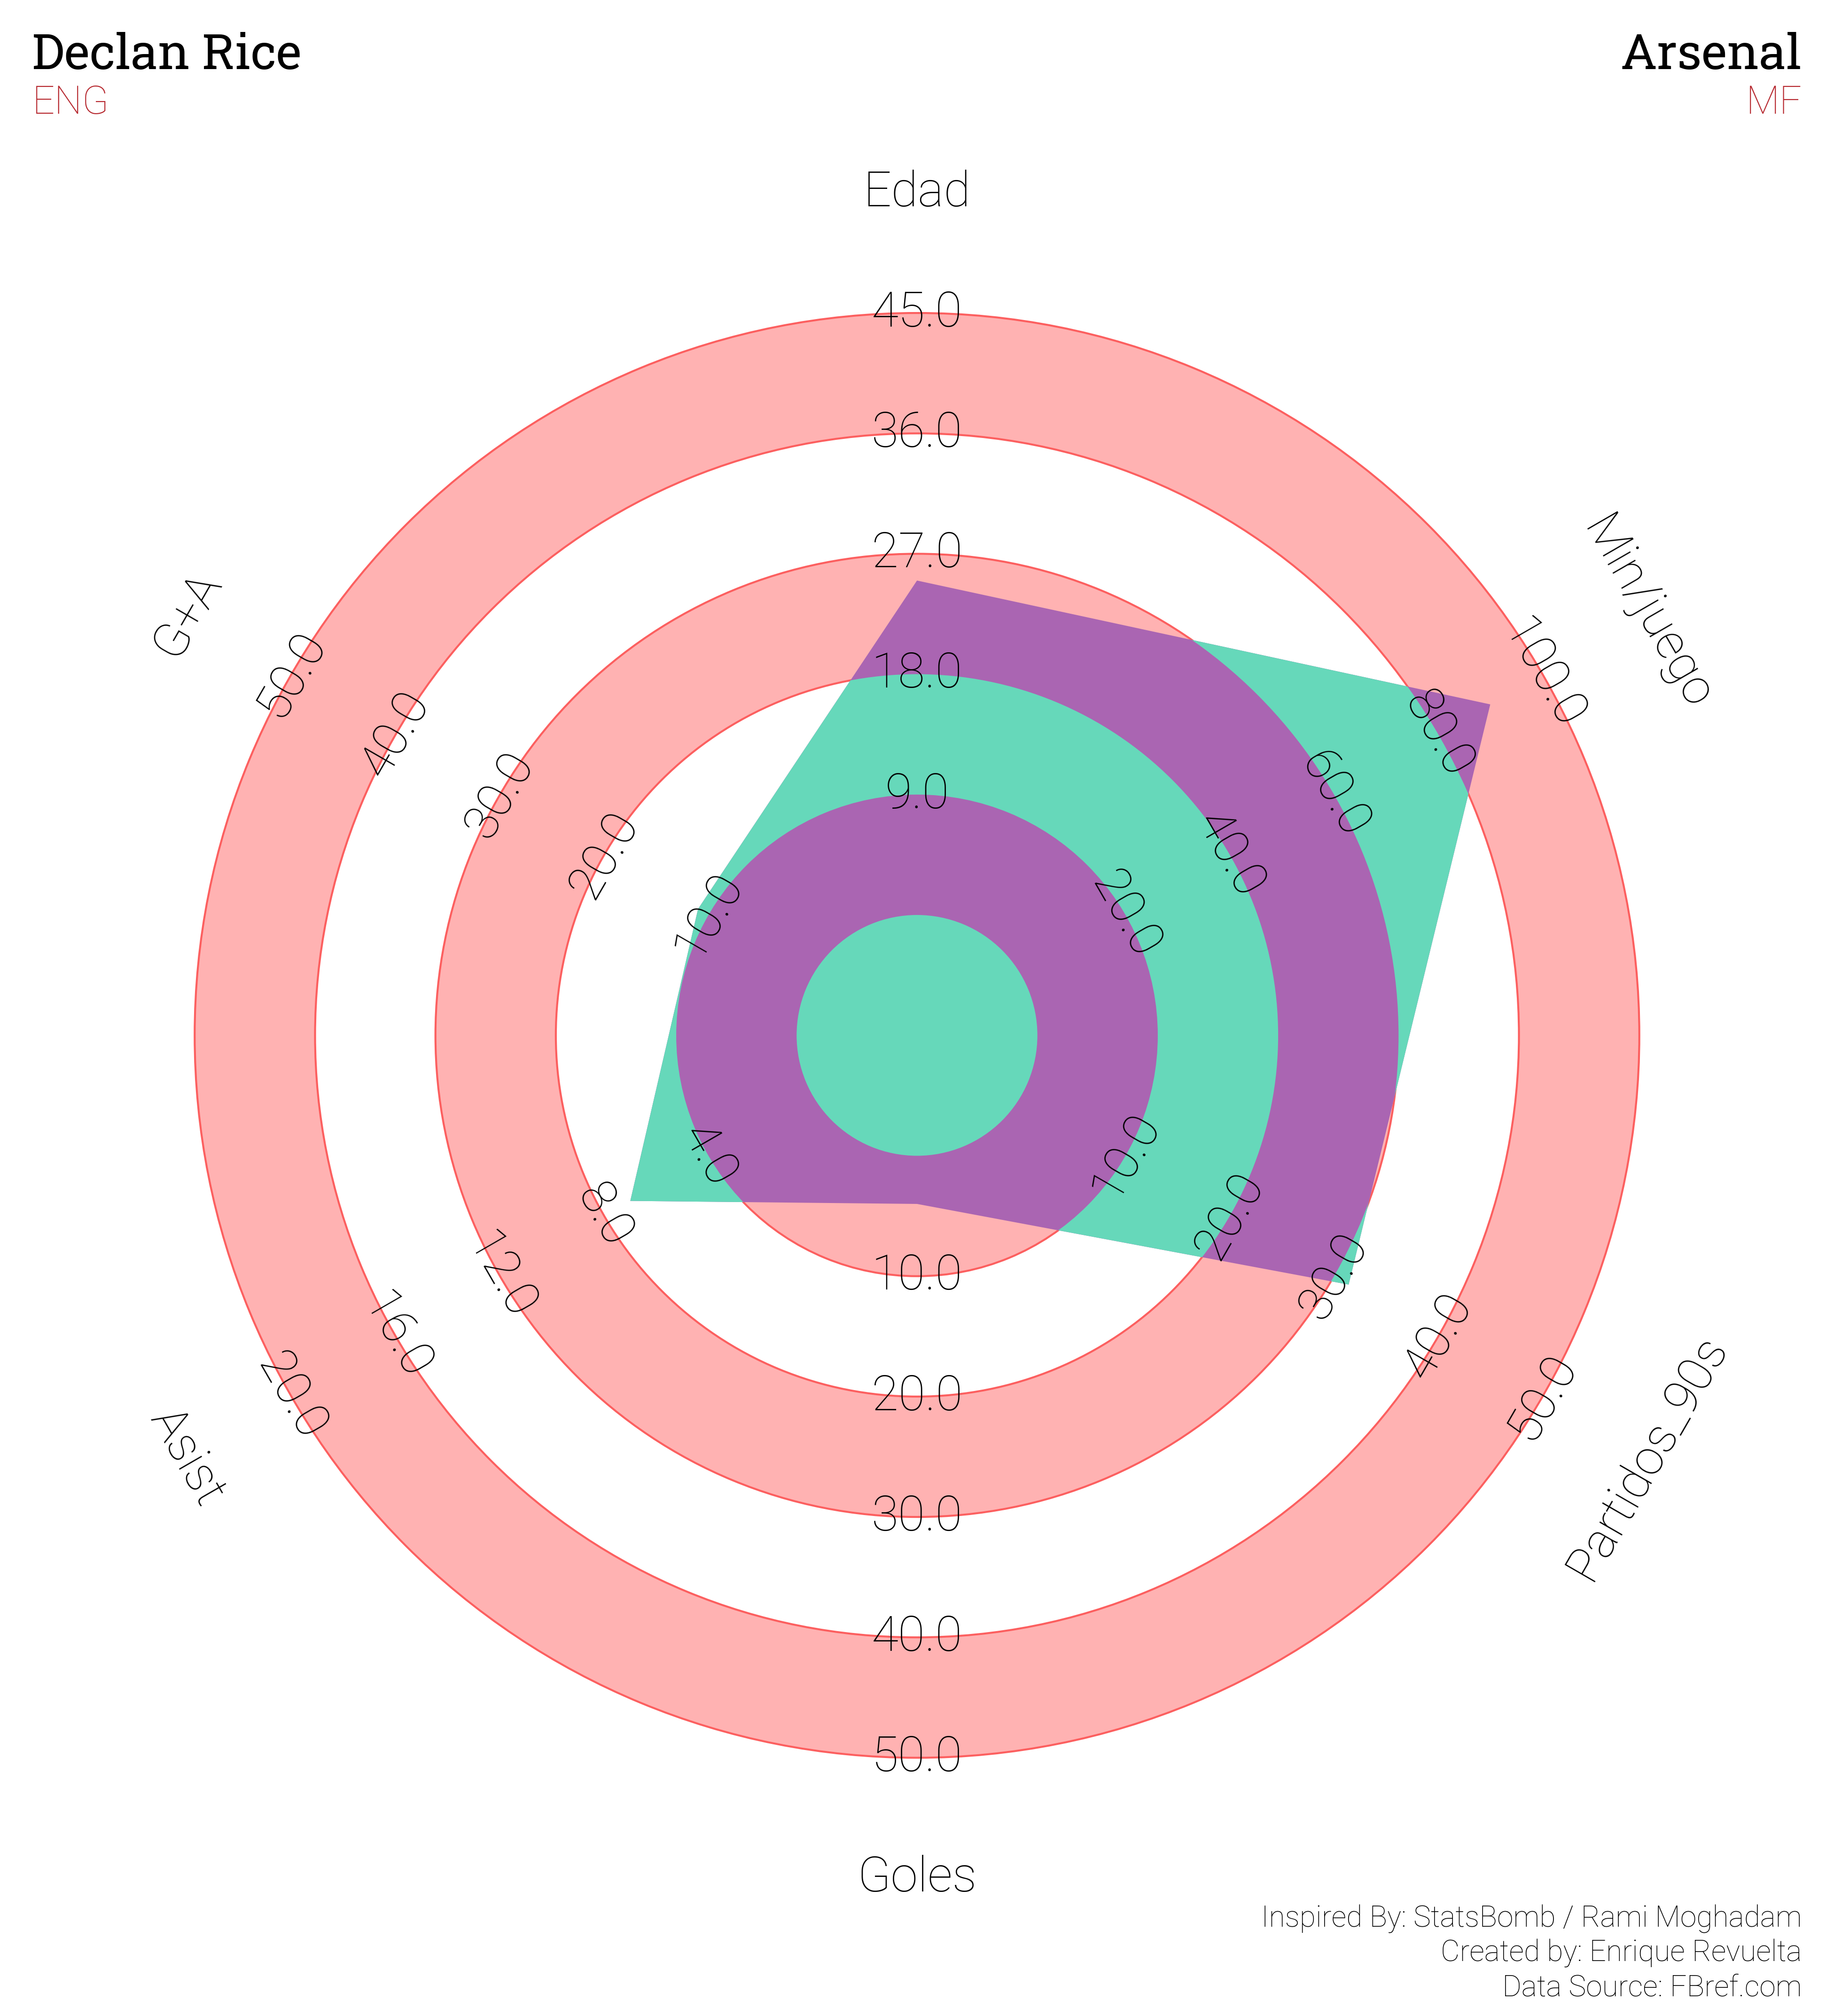 Declan Rice
Arsenal
ENG
MF
Edad
45.0
36.0
27.0
18.0
9.0
Min/juego
100.0
80.0
60.0
40.0
20.0
Partidos_90s
10.0
20.0
30.0
40.0
50.0
Goles
10.0
20.0
30.0
40.0
50.0
Asist
4.0
8.0
12.0
16.0
20.0
G+A
10.0
20.0
30.0
40.0
50.0
Inspired By: StatsBomb / Rami Moghadam
Created by: Enrique Revuelta
Data Source: FBref.com